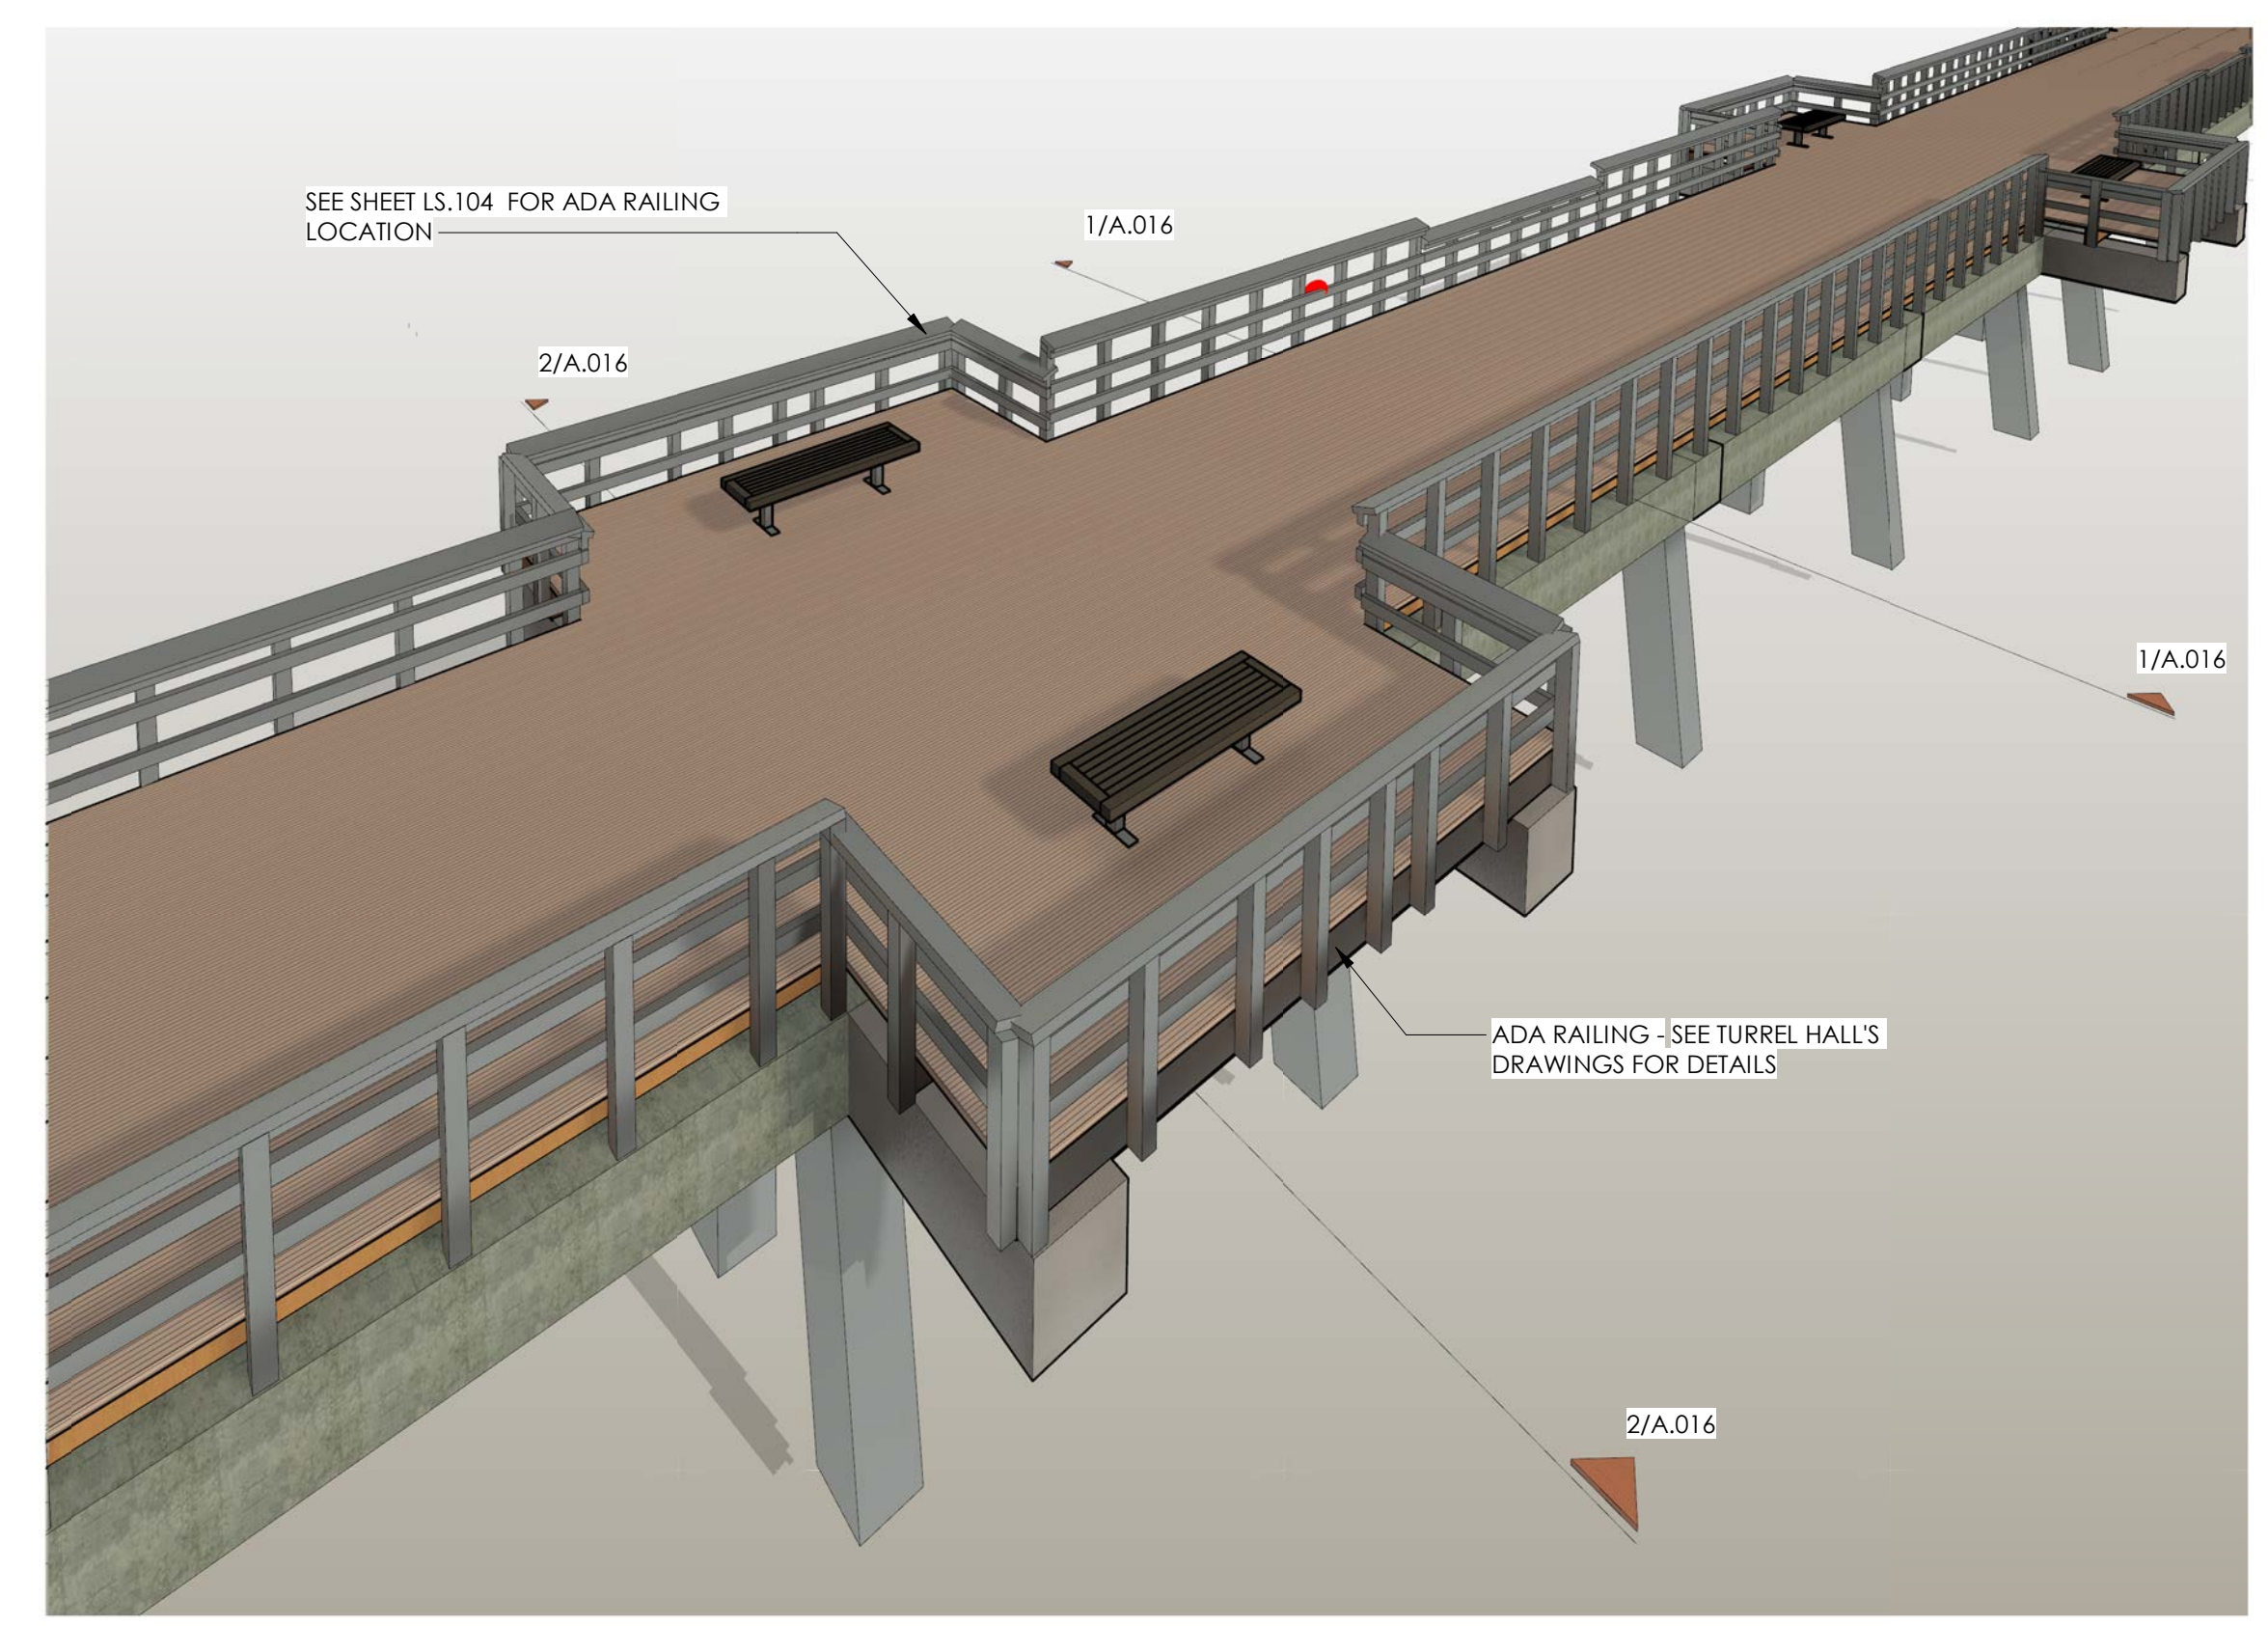 SEE SHEET LS.104 FOR ADA RAILING
LOCATION
1/A.016
2/A.016
1/A.016
ADA RAILING - SEE TURREL HALL'S
DRAWINGS FOR DETAILS
2/A.016